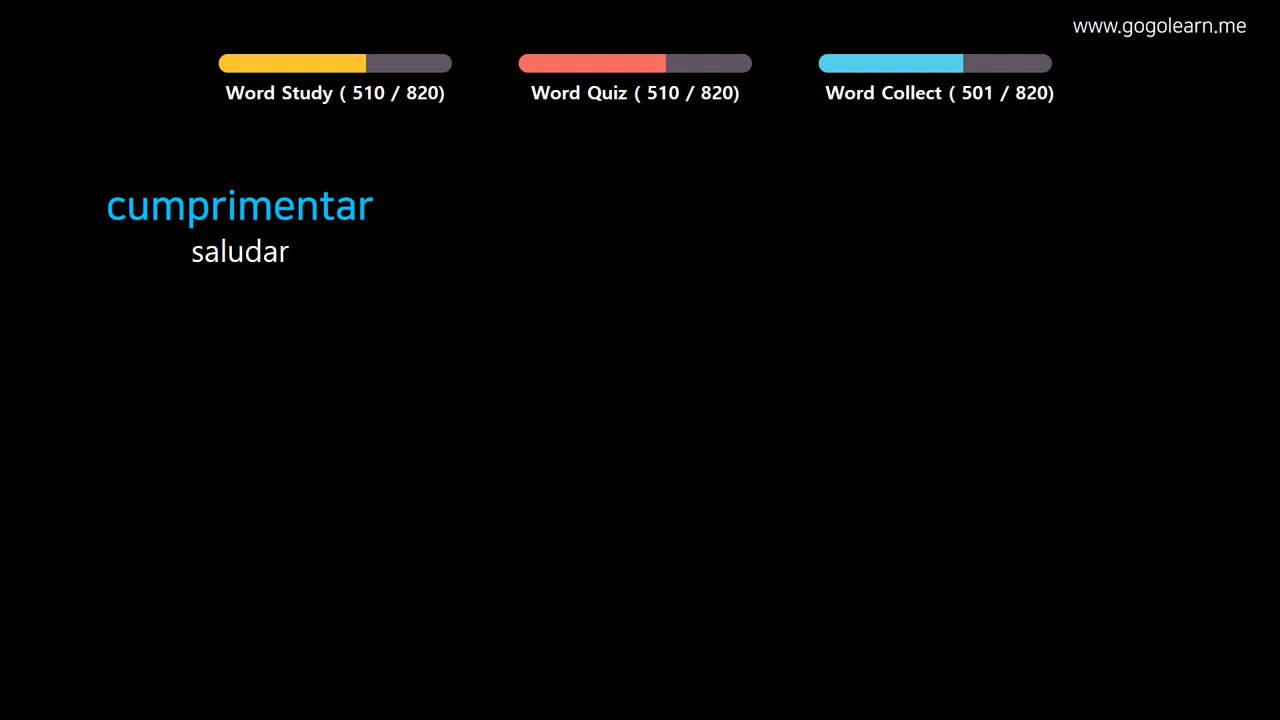 www.gogolearn.me
Word Study ( 510 / 820)
Word Quiz ( 510 / 820)
Word Collect ( 501 / 820)
cumprimentar
saludar